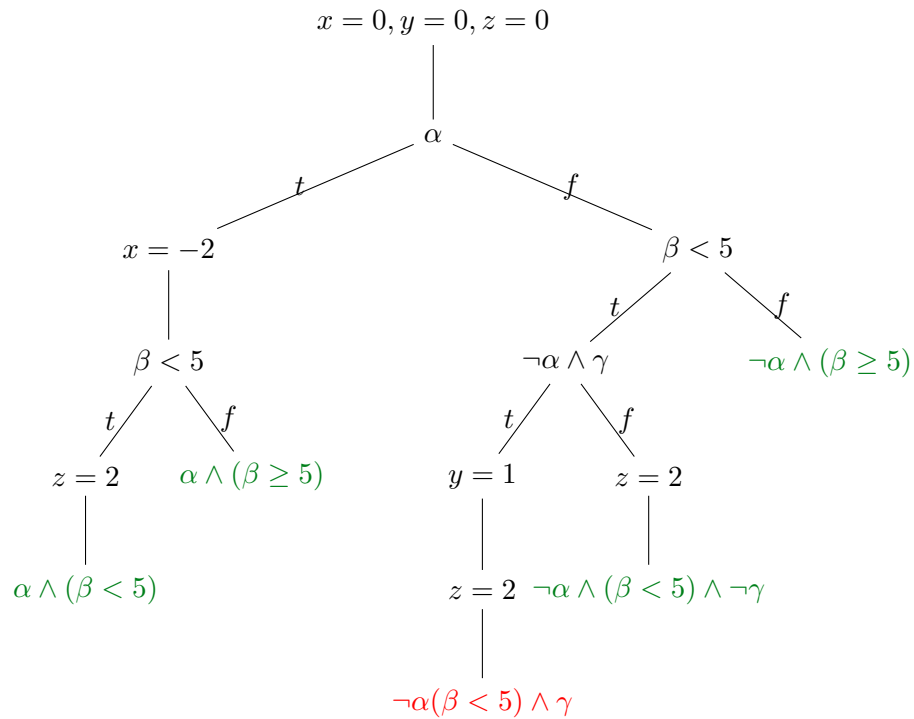 x = 0, y = 0, z = 0
α
t
f
x = −2
β < 5
t
f
β < 5
¬α ∧ γ
¬α ∧ (β ≥ 5)
t
f
t
f
z = 2
α ∧ (β ≥ 5)
y = 1
z = 2
α ∧ (β < 5)
z = 2
¬α ∧ (β < 5) ∧ ¬γ
¬α(β < 5) ∧ γ